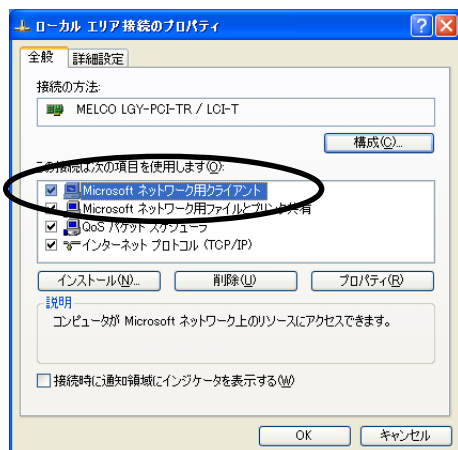 ローカル エリア接続のプロパティ
全般 詳細設定
接続の方法:
MELCO LGY-PCI-TR / LCI-T
構成(C)...
この接続は次の項目を使用します(O):
Microsoft ネットワーク用クライアント
Microsoft ネットワーク用ファイルとプリンタ共有
QoS パケット スケジューラ
インターネット プロトコル (TCP/IP)
インストール(N)... 削除(U) プロパティ(R)
説明
コンピュータが Microsoft ネットワーク上のリソースにアクセスできます。
接続時に通知領域にインジケータを表示する(W)
OK キャンセル